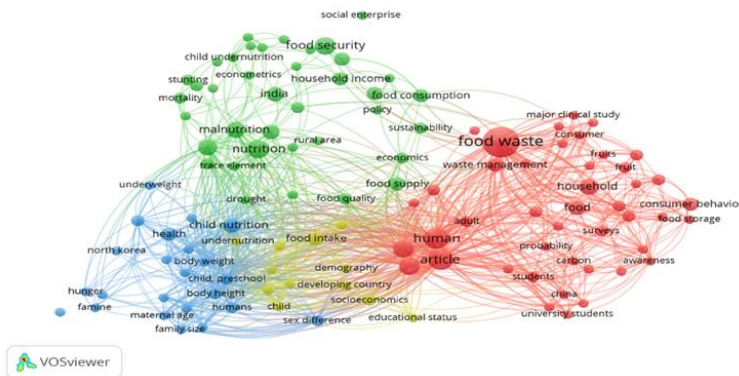 social enterprise
food security
child undernutrition
stunting
econometrics
household income
mortality
india
food consumption
policy
malnutrition
sustainability
rural area
nutrition
trace element
economics
food supply
underweight
drought
food quality
major clinical study
food waste
consumer
waste management
fruits
fruit
household
consumer behavio
food
food storage
surveys
adult
child nutrition
health
undernutrition
food intake
human
probability
north korea
body weight
article
carbon
awareness
demography
child, preschool
students
developing country
hunger
body height
socioeconomics
china
famine
humans
child
maternal age
sex difference
educational status
university students
family size
VOSviewer